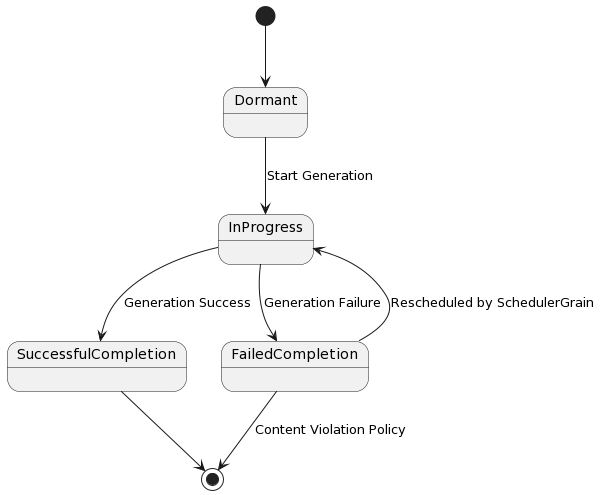 Dormant
Start Generation
InProgress
Generation Success
Generation Failure
Rescheduled by SchedulerGrain
SuccessfulCompletion
FailedCompletion
Content Violation Policy